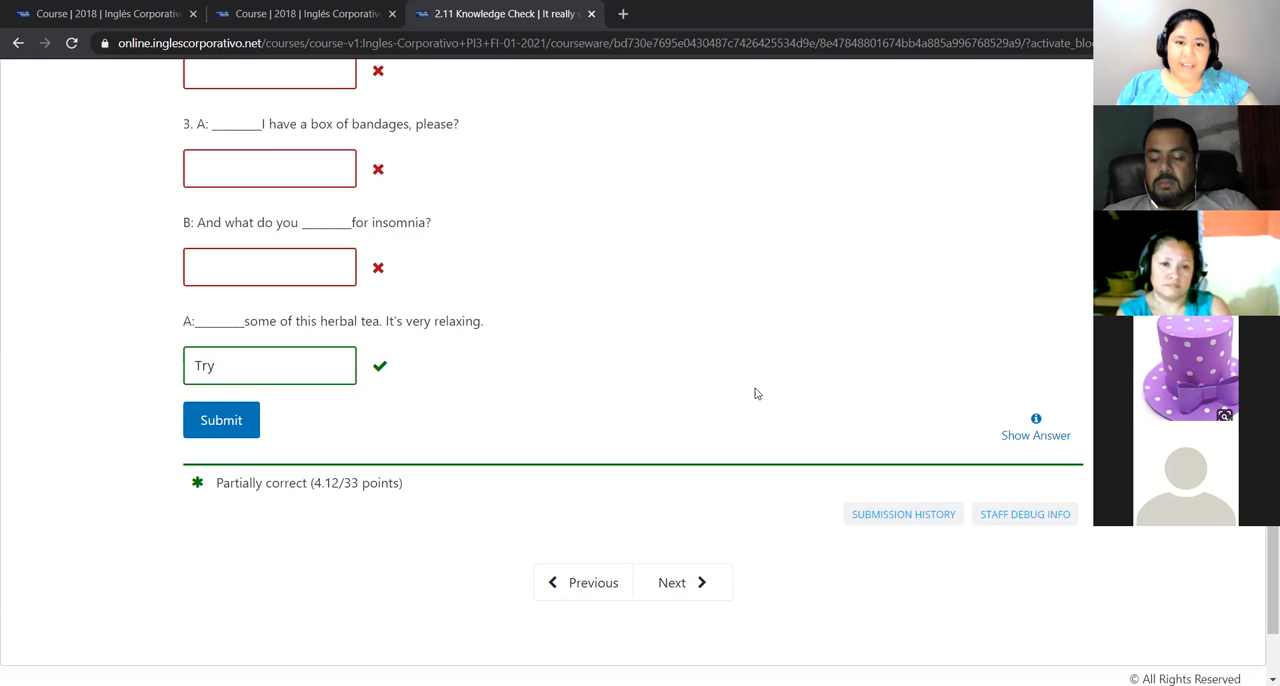 Course | 2018 | Inglés Corporativ
Course | 2018 | Inglés Corporativ
2.11 Knowledge Check | It really
online.inglescorporativo.net/courses/course-v1:Ingles-Corporativo+PI3+FI-01-2021/courseware/bd730e7695e0430487c7426425534d9e/8e47848801674bb4a885a996768529a9/?activate_blo
3. A: ________I have a box of bandages, please?
B: And what do you ________for insomnia?
A:________some of this herbal tea. It's very relaxing.
Try
Submit
Show Answer
Partially correct (4.12/33 points)
SUBMISSION HISTORY
STAFF DEBUG INFO
Previous
Next
© All Rights Reserved